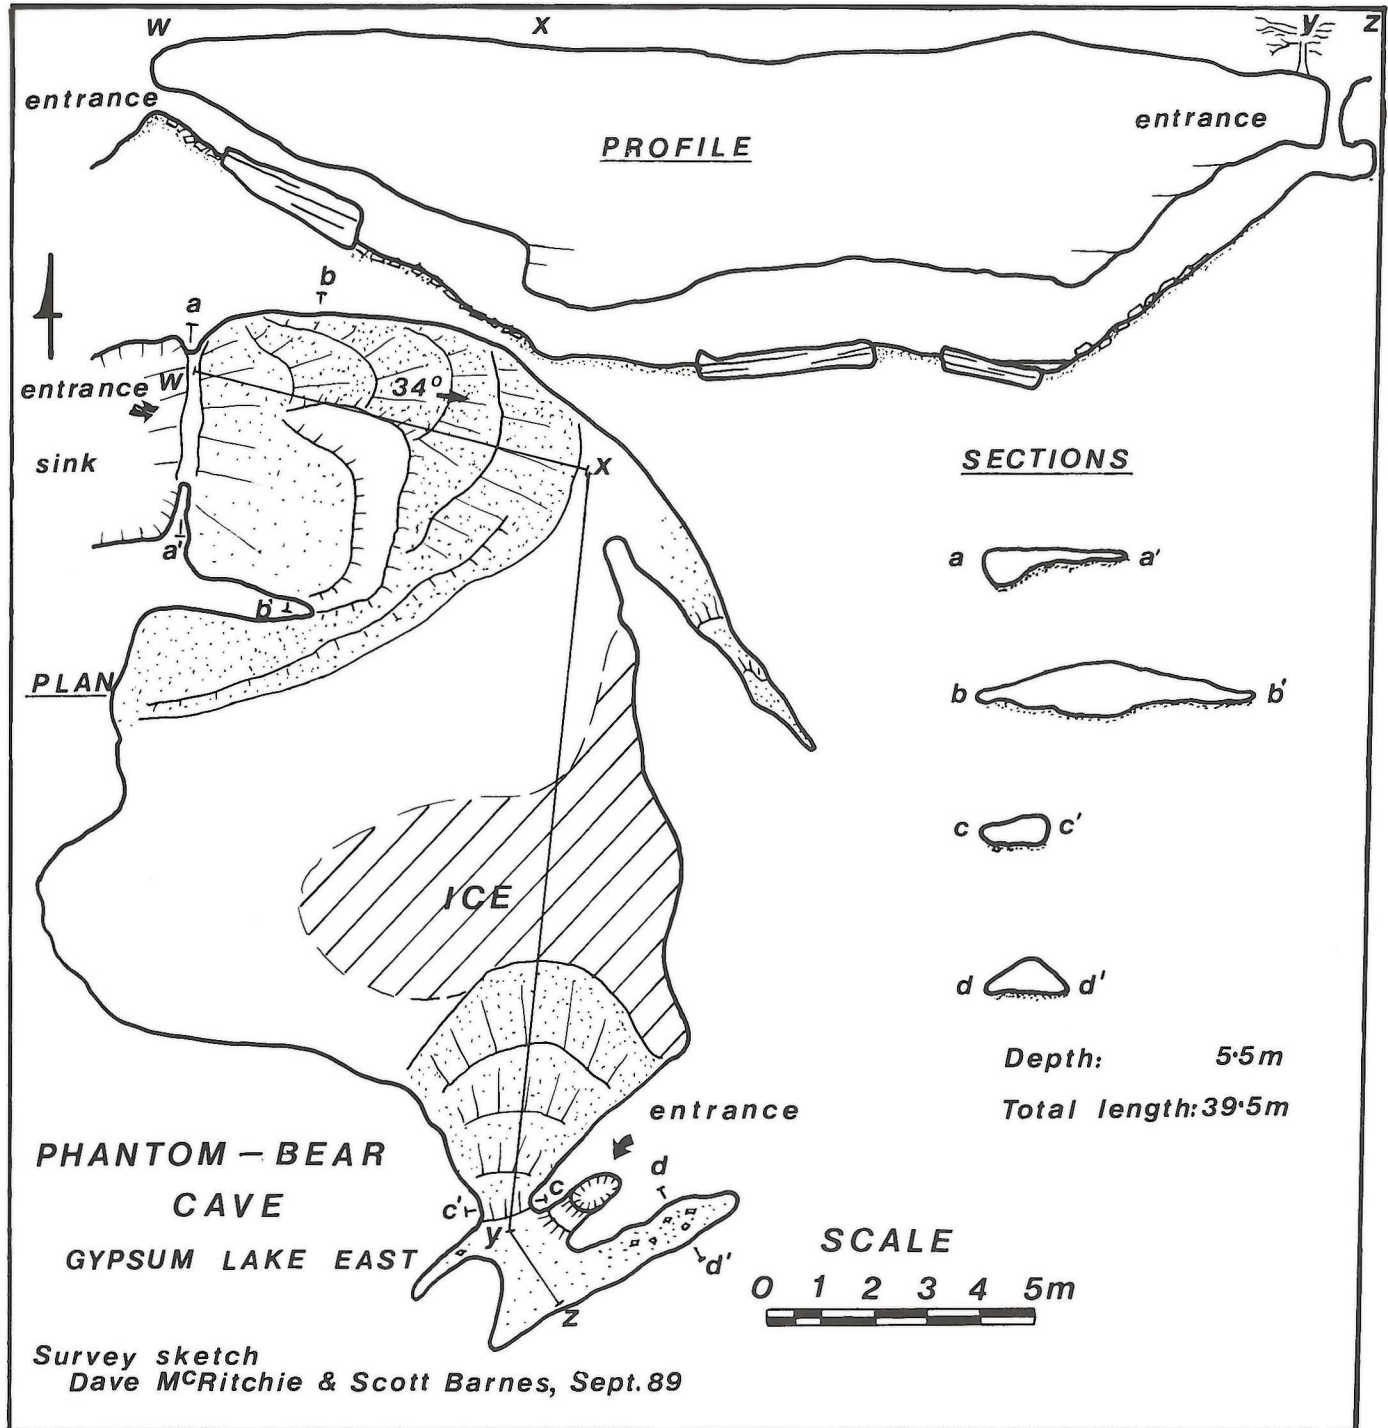 w x y z
entrance
entrance
PROFILE
b
a
entrance w
34°
sink
x
a'
b
PLAN
SECTIONS
a a'
b b'
c c'
d d'
ICE
Depth: 5·5m
Total length: 39·5m
entrance
PHANTOM – BEAR
CAVE
GYPSUM LAKE EAST
d
c
c'
y
d'
z
SCALE
0 1 2 3 4 5m
Survey sketch
Dave McRitchie & Scott Barnes, Sept. 89